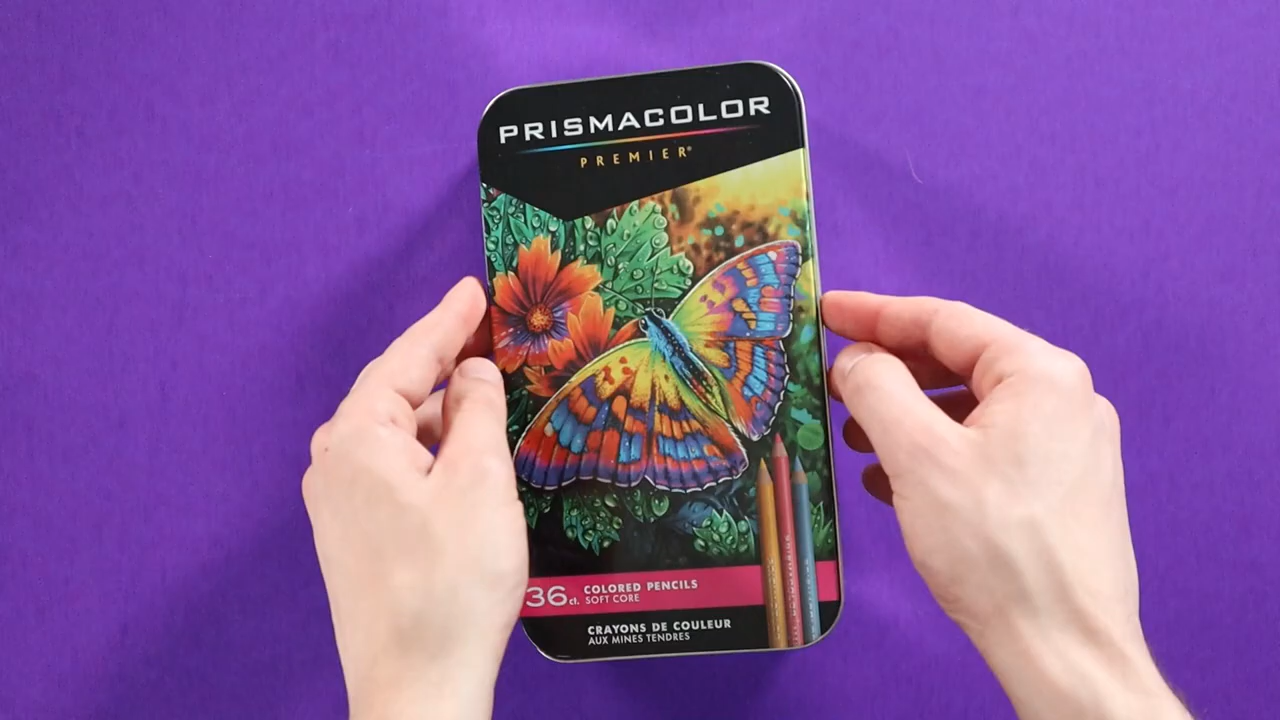 PRISMACOLOR
PREMIER®
36 ct. COLORED PENCILS
SOFT CORE
CRAYONS DE COULEUR
AUX MINES TENDRES